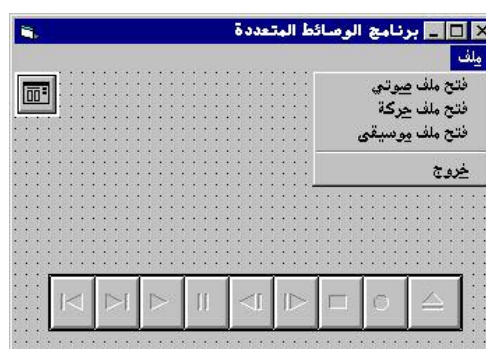 برنامج الوسائط المتعددة
ملف
فتح ملف صوتي
فتح ملف حركة
فتح ملف موسيقى
خروج